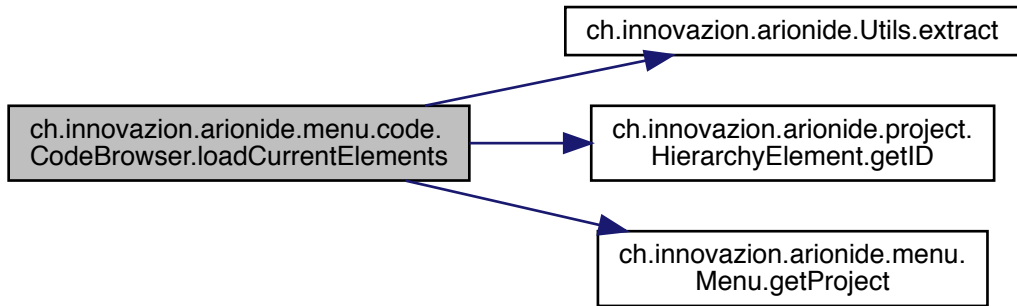 ch.innovazion.arionide.Utils.extract
ch.innovazion.arionide.menu.code.
CodeBrowser.loadCurrentElements
ch.innovazion.arionide.project.
HierarchyElement.getID
ch.innovazion.arionide.menu.
Menu.getProject